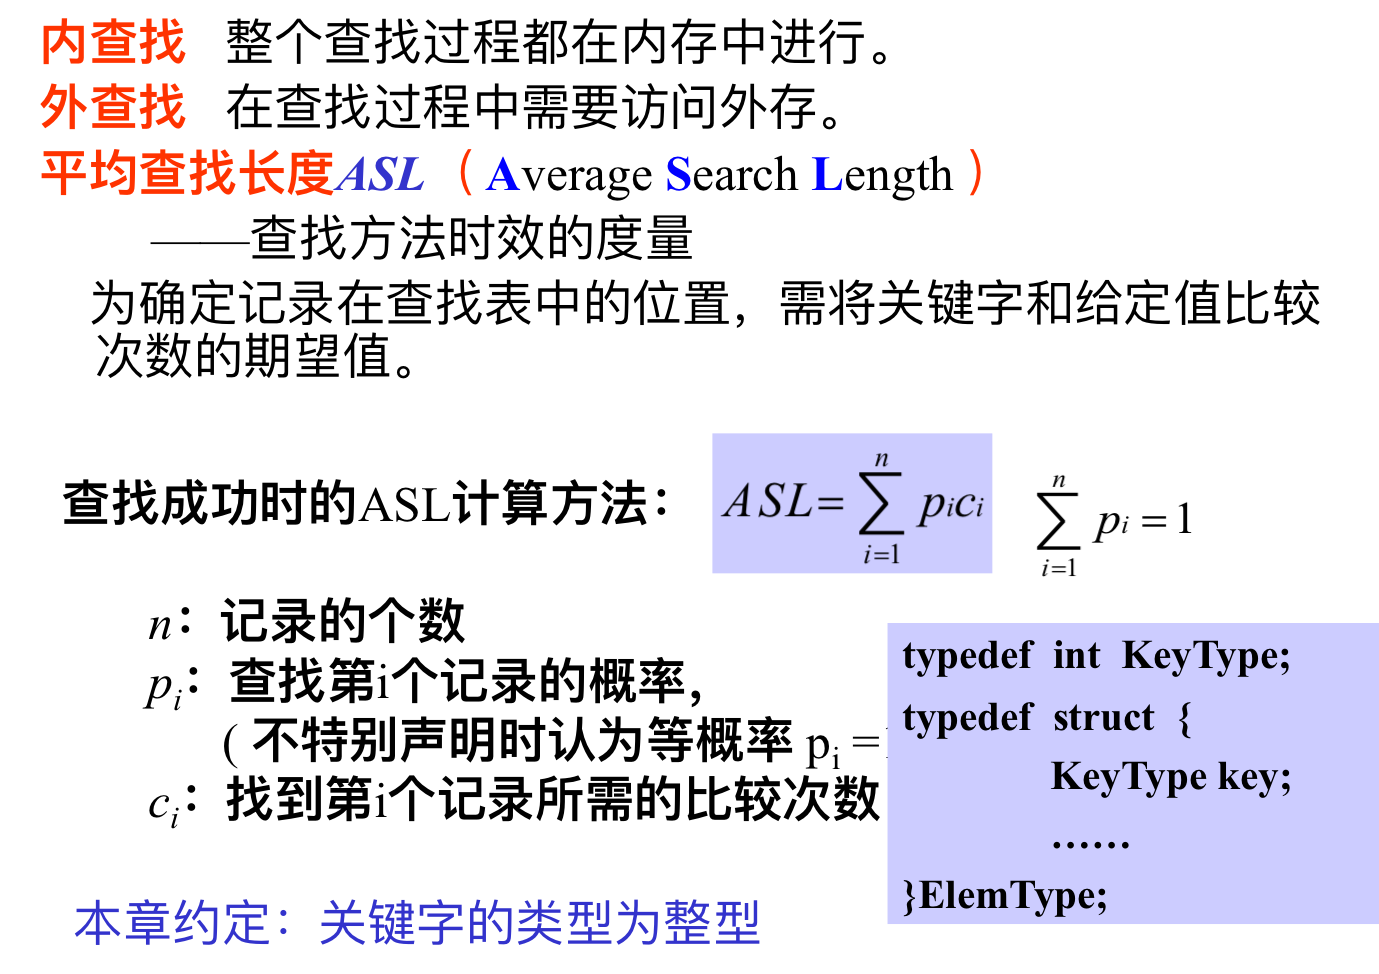 内查找 整个查找过程都在内存中进行。
外查找 在查找过程中需要访问外存。
平均查找长度ASL（Average Search Length）
——查找方法时效的度量
为确定记录在查找表中的位置，需将关键字和给定值比较
次数的期望值。
查找成功时的ASL计算方法： ASL=∑_{i=1}^{n} p_i c_i ∑_{i=1}^{n} p_i = 1
n：记录的个数
p_i：查找第i个记录的概率，
( 不特别声明时认为等概率 p_i =
c_i：找到第i个记录所需的比较次数
typedef int KeyType;
typedef struct {
KeyType key;
……
}ElemType;
本章约定：关键字的类型为整型